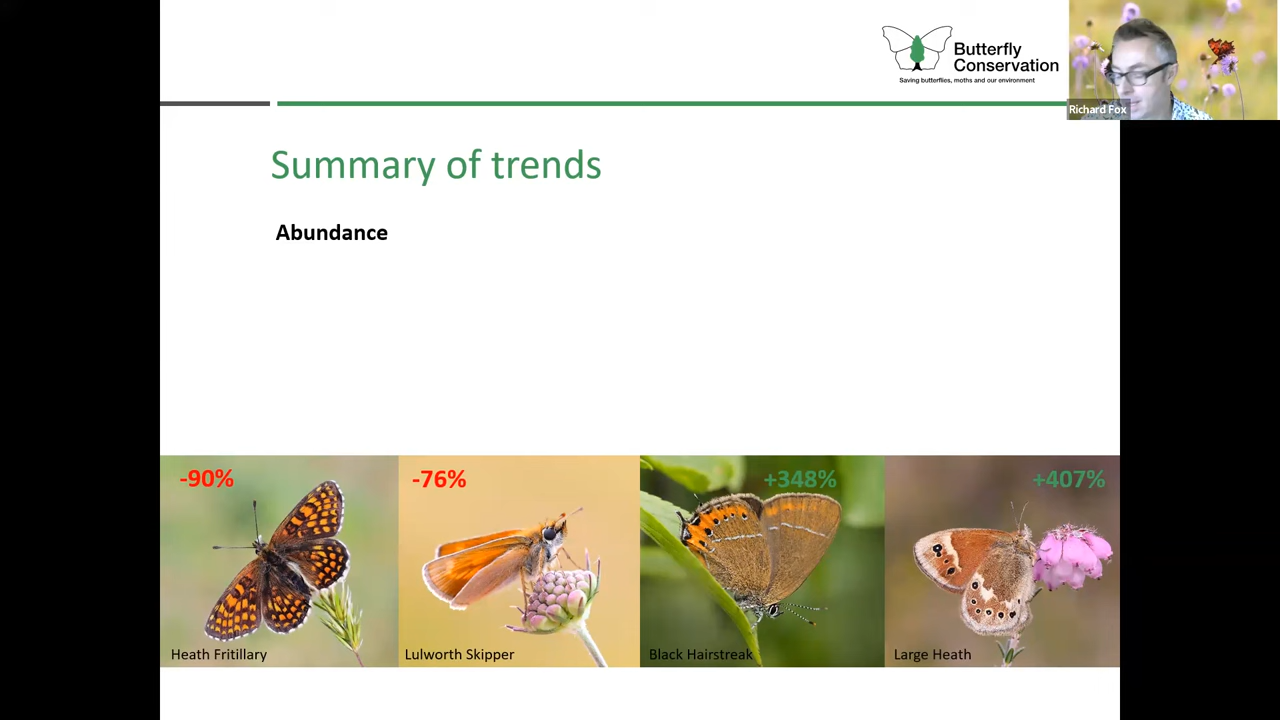 Butterfly
Conservation
Saving butterflies, moths and our environment
Richard Fox
Summary of trends
Abundance
-90%
-76%
+348%
+407%
Heath Fritillary
Lulworth Skipper
Black Hairstreak
Large Heath